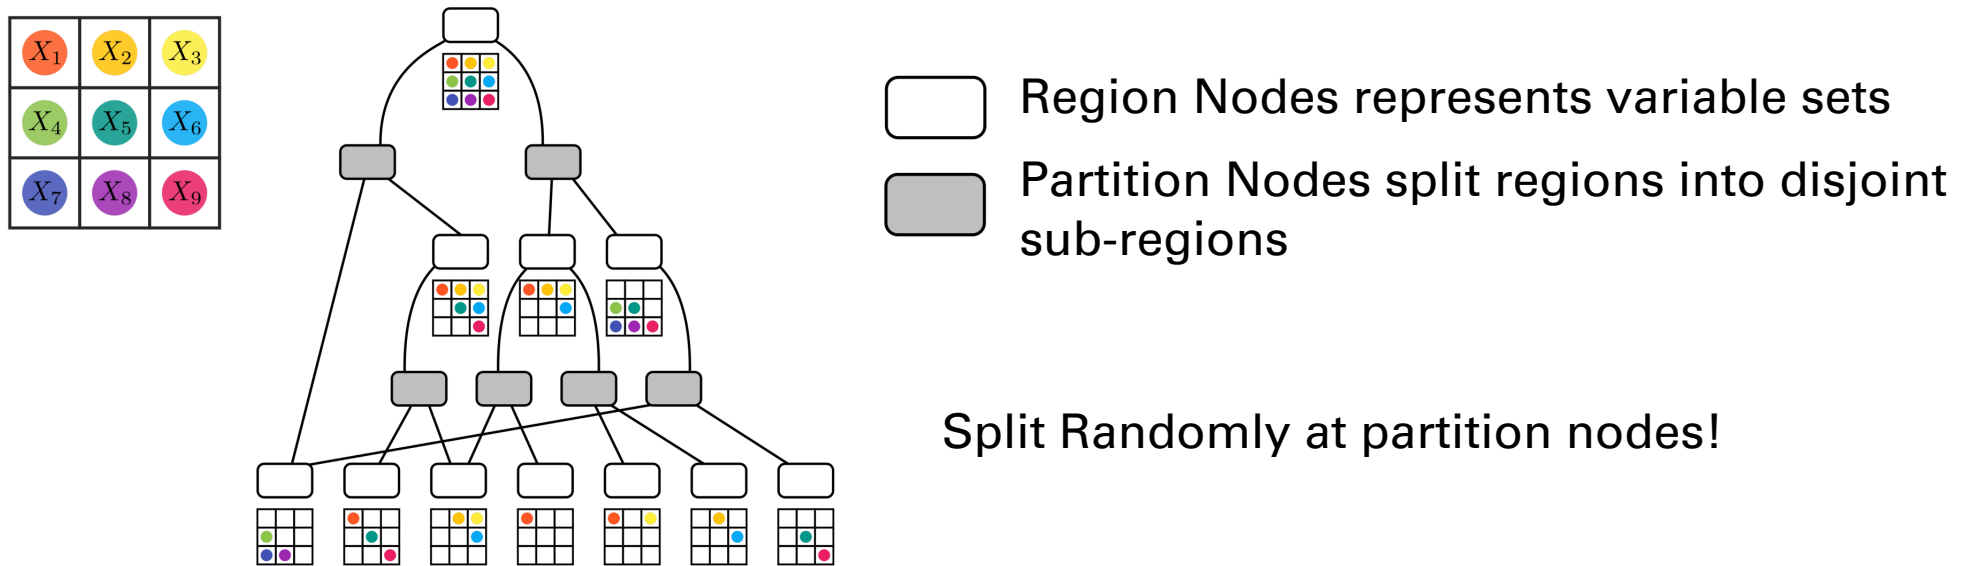 X1 X2 X3
X4 X5 X6
X7 X8 X9
Region Nodes represents variable sets
Partition Nodes split regions into disjoint
sub-regions
Split Randomly at partition nodes!